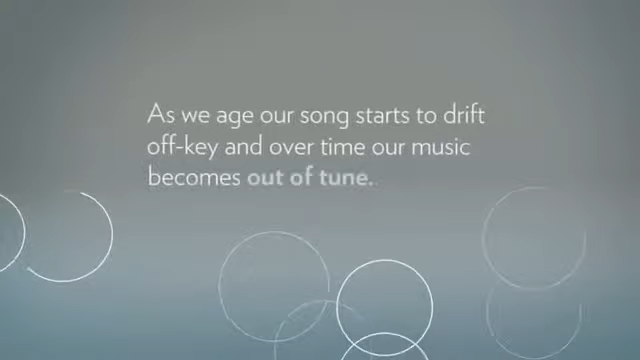 As we age our song starts to drift
off-key and over time our music
becomes out of tune.